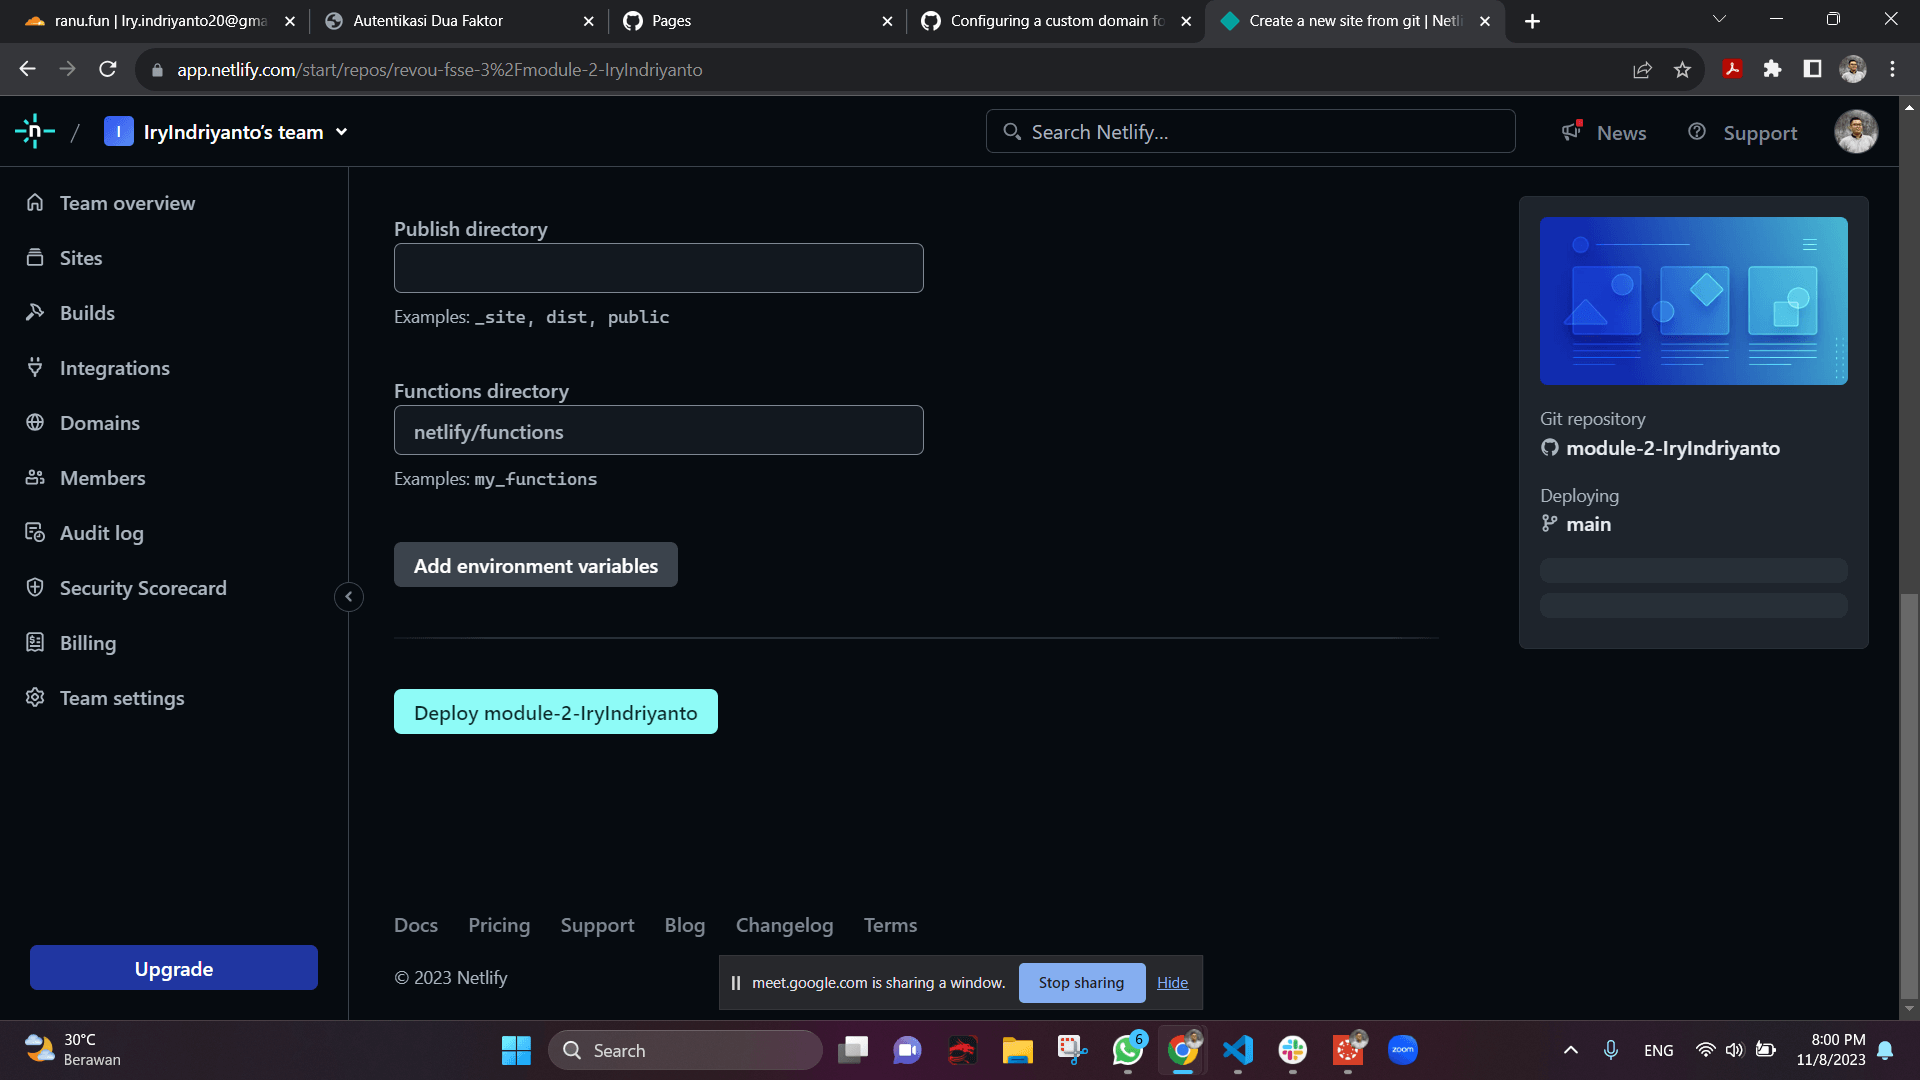 ranu.fun | Iry.indriyanto20@gma
Autentikasi Dua Faktor
Pages
Configuring a custom domain fo
Create a new site from git | Netli
app.netlify.com/start/repos/revou-fsse-3%2Fmodule-2-IryIndriyanto
n
/
I
IryIndriyanto's team
Search Netlify...
News
Support
Team overview
Sites
Builds
Integrations
Domains
Members
Audit log
Security Scorecard
Billing
Team settings
Upgrade
Publish directory
Examples: _site, dist, public
Functions directory
netlify/functions
Examples: my_functions
Add environment variables
Deploy module-2-IryIndriyanto
Git repository
module-2-IryIndriyanto
Deploying
main
Docs
Pricing
Support
Blog
Changelog
Terms
© 2023 Netlify
meet.google.com is sharing a window.
Stop sharing
Hide
30°C
Berawan
Search
6
zoom
ENG
8:00 PM
11/8/2023